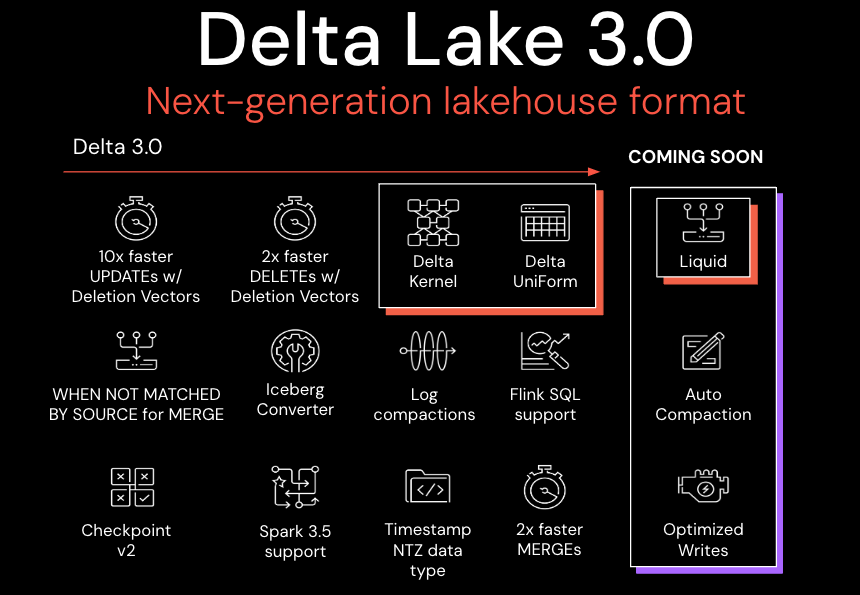 Delta Lake 3.0
Next-generation lakehouse format
Delta 3.0
COMING SOON
10x faster
UPDATEs w/
Deletion Vectors
2x faster
DELETEs w/
Deletion Vectors
Delta
Kernel
Delta
UniForm
Liquid
WHEN NOT MATCHED
BY SOURCE for MERGE
Iceberg
Converter
Log
compactions
Flink SQL
support
Auto
Compaction
Checkpoint
v2
Spark 3.5
support
Timestamp
NTZ data
type
2x faster
MERGEs
Optimized
Writes